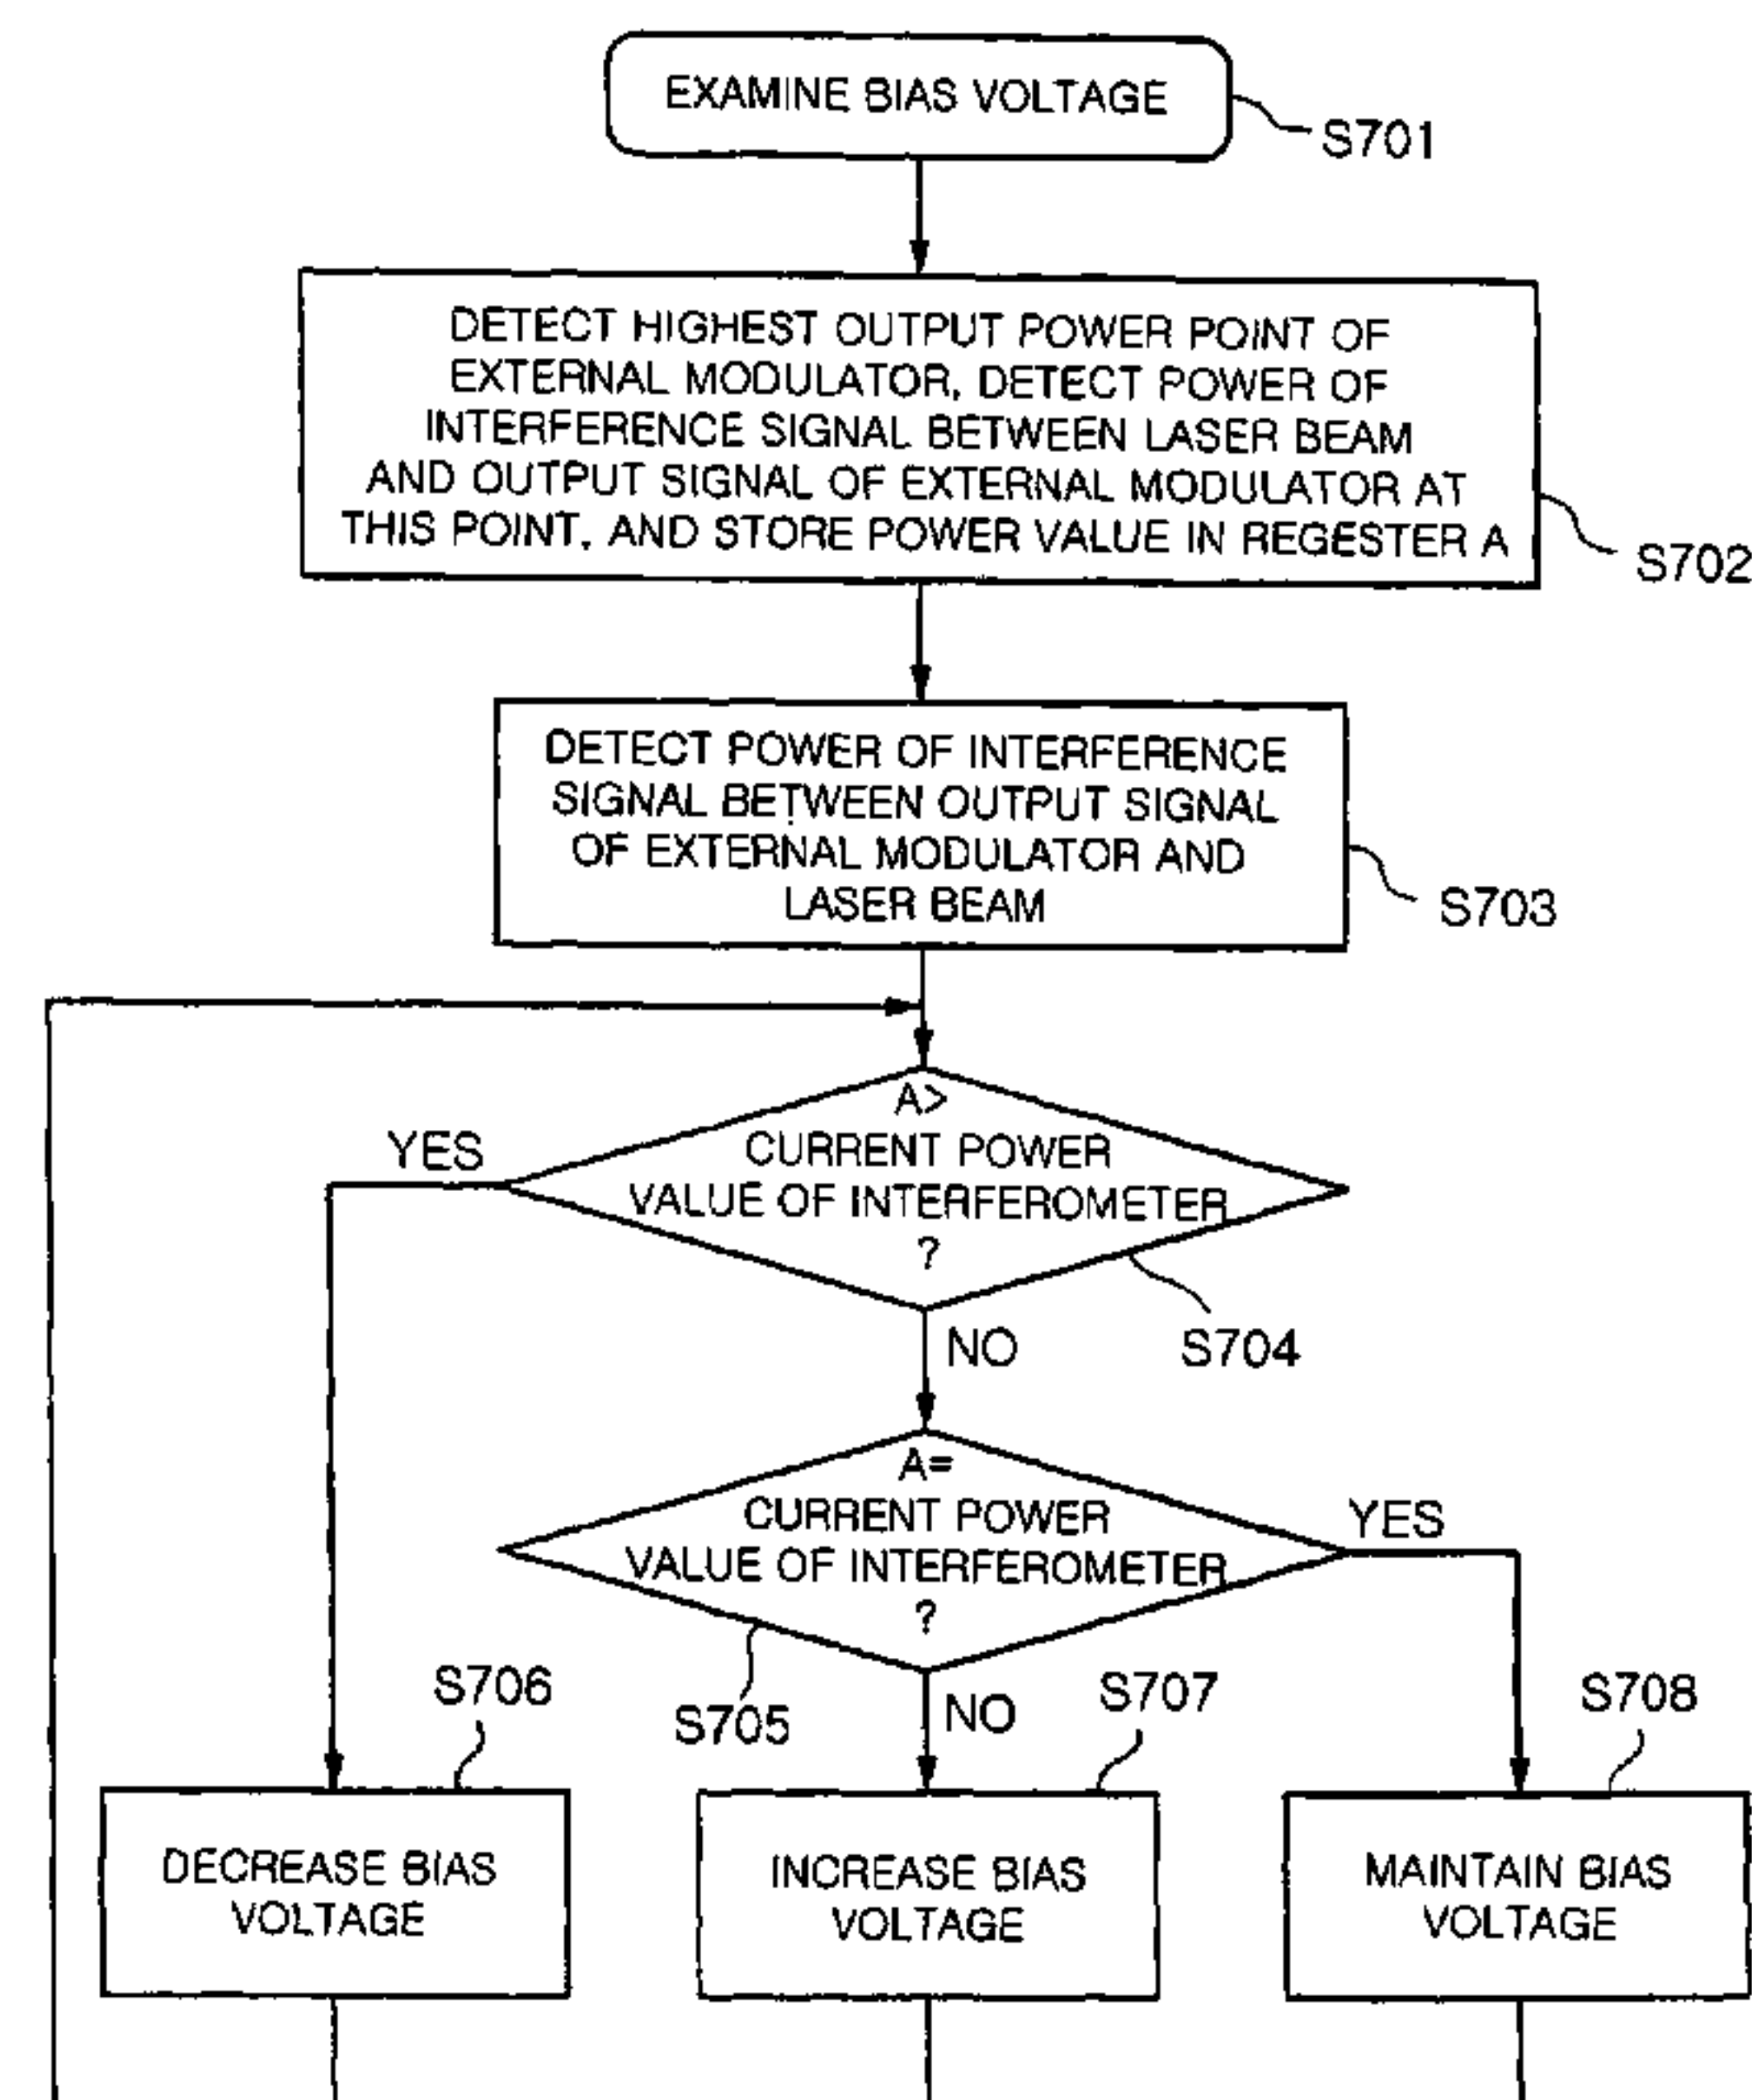 EXAMINE BIAS VOLTAGE
S701
DETECT HIGHEST OUTPUT POWER POINT OF
EXTERNAL MODULATOR, DETECT POWER OF
INTERFERENCE SIGNAL BETWEEN LASER BEAM
AND OUTPUT SIGNAL OF EXTERNAL MODULATOR AT
THIS POINT, AND STORE POWER VALUE IN REGESTER A
S702
DETECT POWER OF INTERFERENCE
SIGNAL BETWEEN OUTPUT SIGNAL
OF EXTERNAL MODULATOR AND
LASER BEAM
S703
A>
CURRENT POWER
VALUE OF INTERFEROMETER
?
YES
NO
S704
A=
CURRENT POWER
VALUE OF INTERFEROMETER
?
YES
S705
NO
S706
S707
S708
DECREASE BIAS
VOLTAGE
INCREASE BIAS
VOLTAGE
MAINTAIN BIAS
VOLTAGE